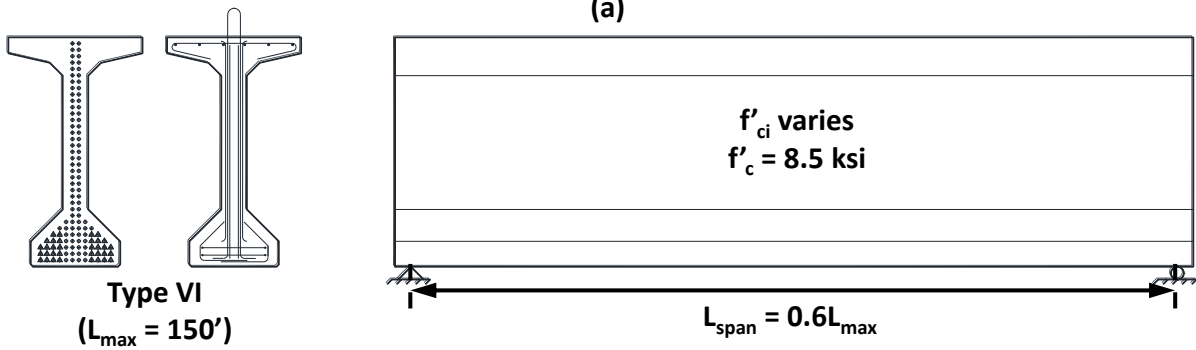 (a)
f'ci varies
f'c = 8.5 ksi
Type VI
(Lmax = 150')
Lspan = 0.6Lmax